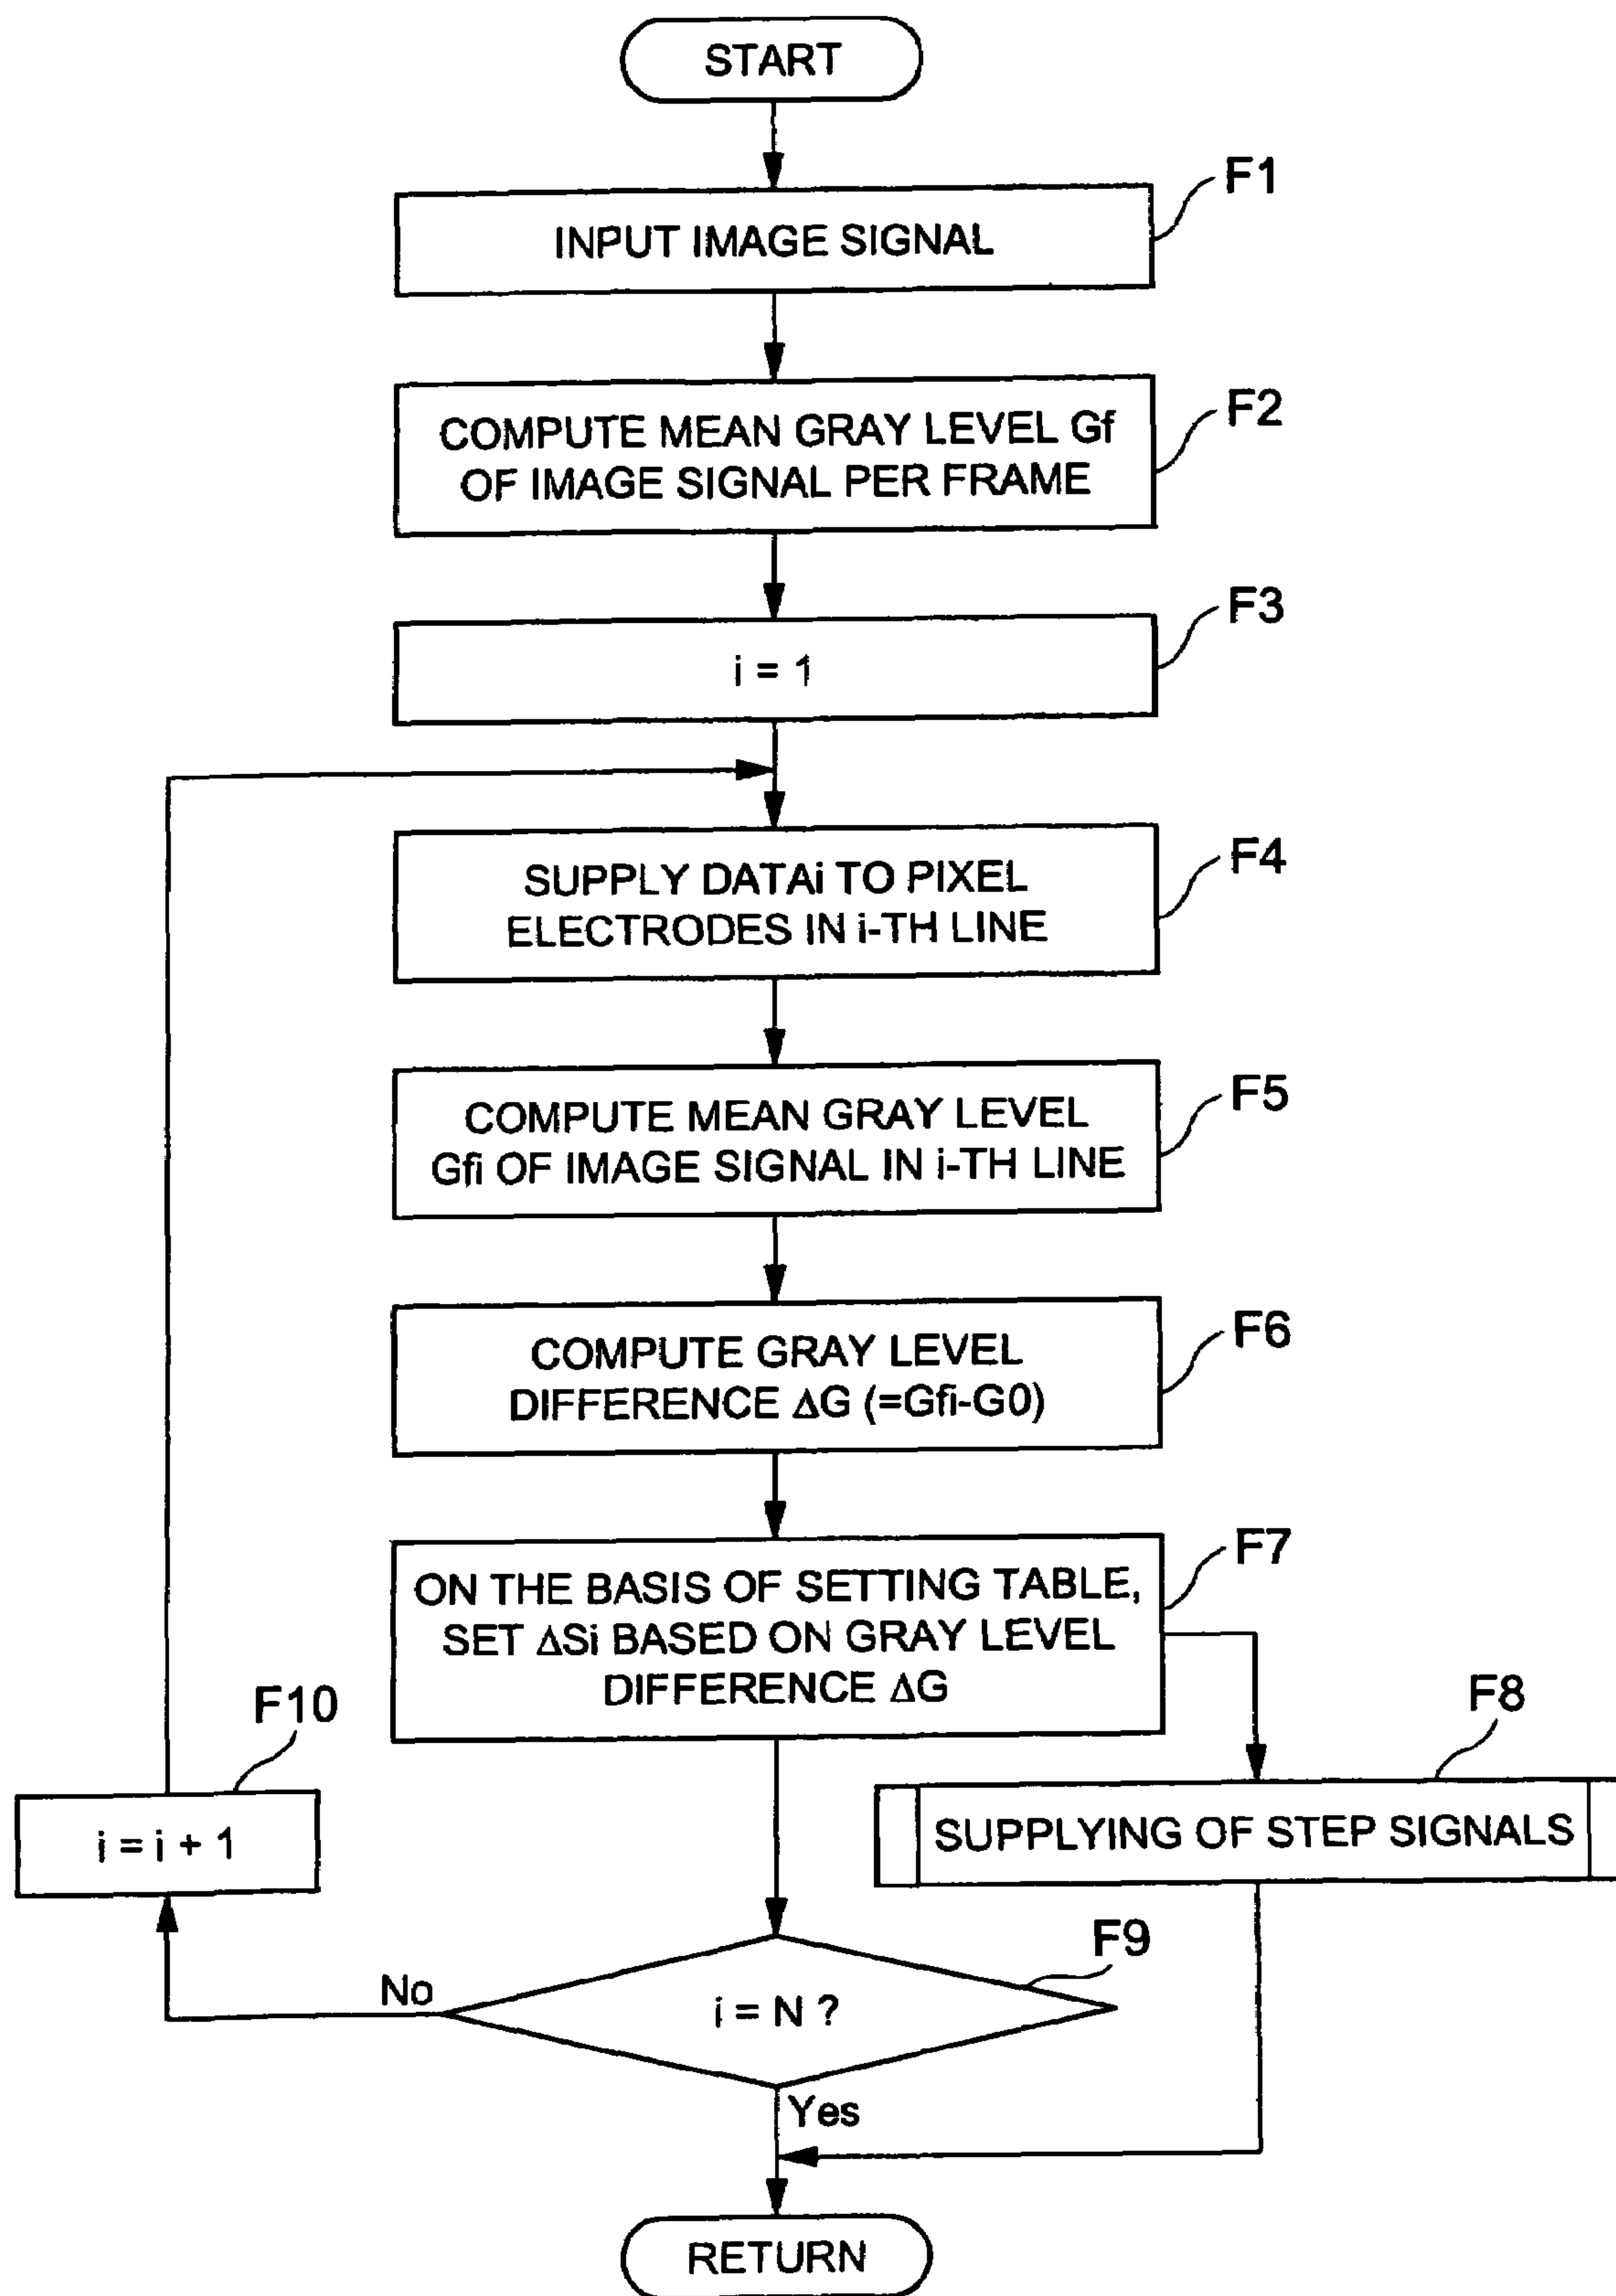 START
F1
INPUT IMAGE SIGNAL
F2
COMPUTE MEAN GRAY LEVEL Gf
OF IMAGE SIGNAL PER FRAME
F3
i = 1
F4
SUPPLY DATAi TO PIXEL
ELECTRODES IN i-TH LINE
F5
COMPUTE MEAN GRAY LEVEL
Gfi OF IMAGE SIGNAL IN i-TH LINE
F6
COMPUTE GRAY LEVEL
DIFFERENCE ΔG (=Gfi-G0)
F7
ON THE BASIS OF SETTING TABLE,
SET ΔSi BASED ON GRAY LEVEL
DIFFERENCE ΔG
F10
F8
i = i + 1
SUPPLYING OF STEP SIGNALS
F9
No
i = N ?
Yes
RETURN